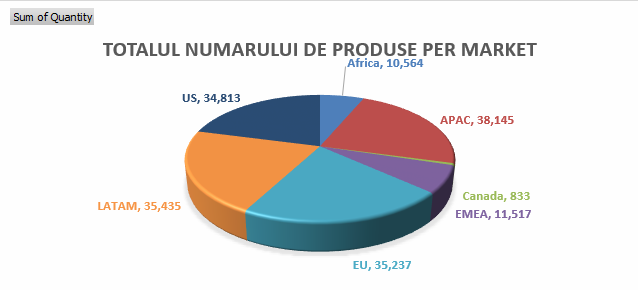 Sum of Quantity
TOTALUL NUMARULUI DE PRODUSE PER MARKET
Africa, 10,564
US, 34,813
APAC, 38,145
Canada, 833
LATAM, 35,435
EMEA, 11,517
EU, 35,237